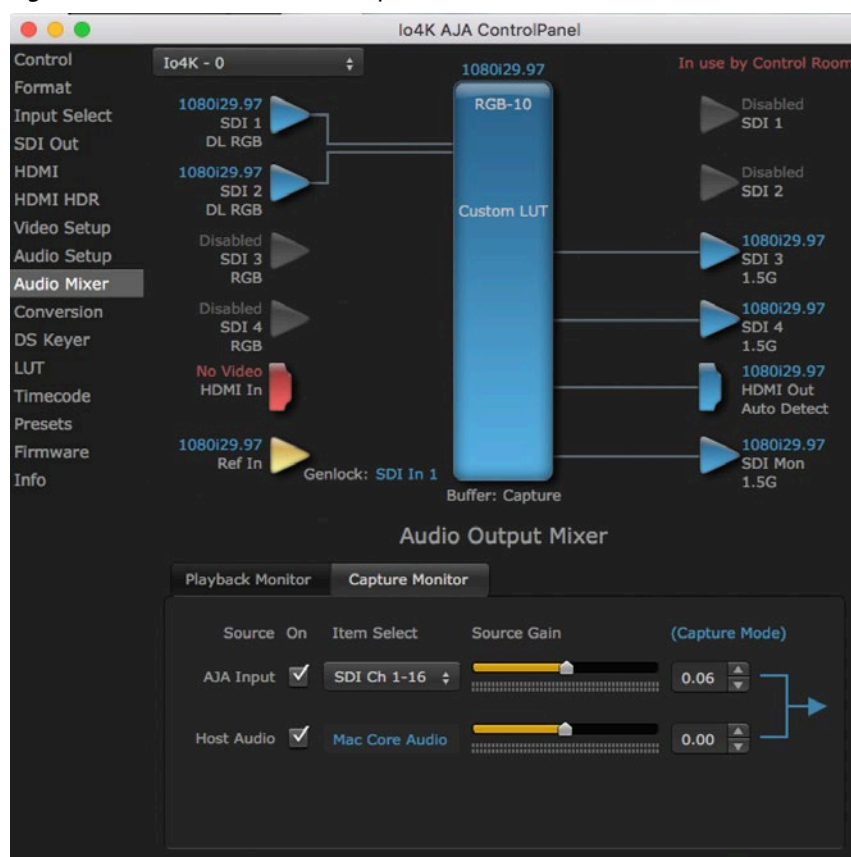 Io4K AJA ControlPanel
Control
Format
Input Select
SDI Out
HDMI
HDMI HDR
Video Setup
Audio Setup
Audio Mixer
Conversion
DS Keyer
LUT
Timecode
Presets
Firmware
Info
Io4K - 0
1080i29.97
In use by Control Room
1080i29.97
SDI 1
DL RGB
1080i29.97
SDI 2
DL RGB
Disabled
SDI 3
RGB
Disabled
SDI 4
RGB
No Video
HDMI In
1080i29.97
Ref In
Genlock: SDI In 1
RGB-10
Custom LUT
Buffer: Capture
Disabled
SDI 1
Disabled
SDI 2
1080i29.97
SDI 3
1.5G
1080i29.97
SDI 4
1.5G
1080i29.97
HDMI Out
Auto Detect
1080i29.97
SDI Mon
1.5G
Audio Output Mixer
Playback Monitor Capture Monitor
Source On Item Select Source Gain (Capture Mode)
AJA Input SDI Ch 1-16 0.06
Host Audio Mac Core Audio 0.00